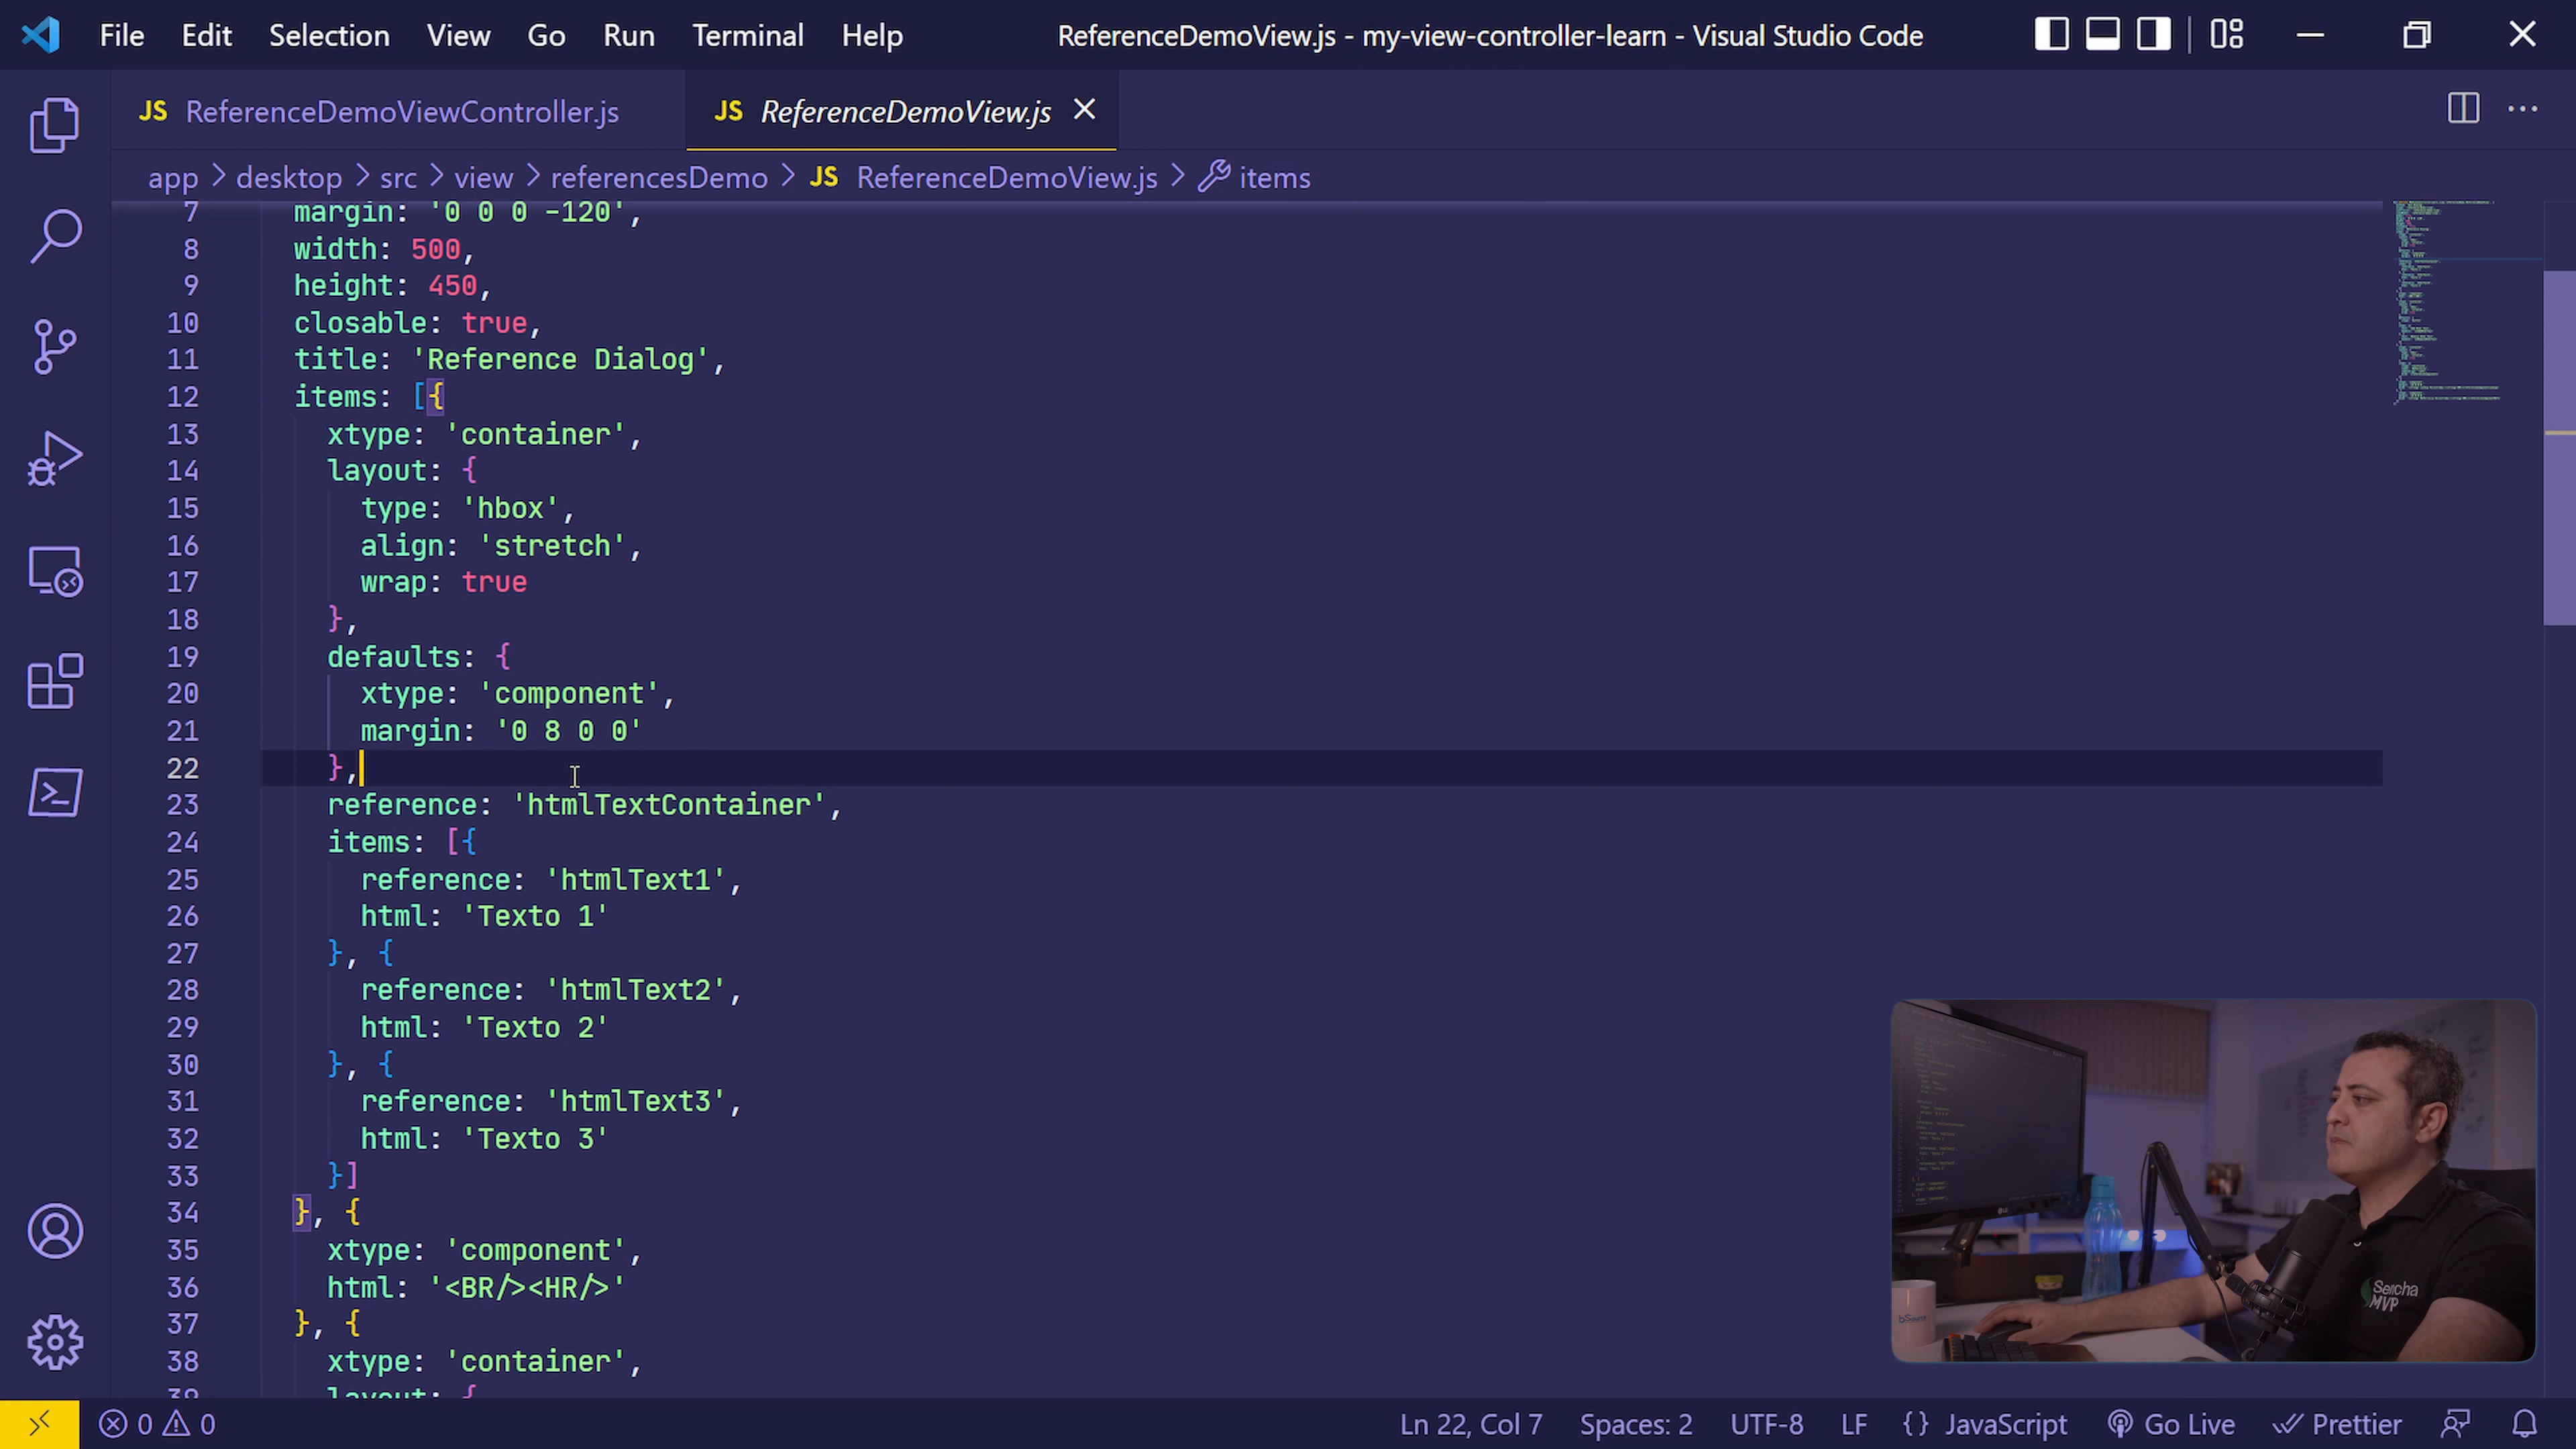 File Edit Selection View Go Run Terminal Help ReferenceDemoView.js - my-view-controller-learn - Visual Studio Code
JS ReferenceDemoViewController.js JS ReferenceDemoView.js
app > desktop > src > view > referencesDemo > JS ReferenceDemoView.js > items
7 margin: '0 0 0 -120',
8 width: 500,
9 height: 450,
10 closable: true,
11 title: 'Reference Dialog',
12 items: [{
13 xtype: 'container',
14 layout: {
15 type: 'hbox',
16 align: 'stretch',
17 wrap: true
18 },
19 defaults: {
20 xtype: 'component',
21 margin: '0 8 0 0'
22 },
23 reference: 'htmlTextContainer',
24 items: [{
25 reference: 'htmlText1',
26 html: 'Texto 1'
27 }, {
28 reference: 'htmlText2',
29 html: 'Texto 2'
30 }, {
31 reference: 'htmlText3',
32 html: 'Texto 3'
33 }]
34 }, {
35 xtype: 'component',
36 html: '<BR/><HR/>'
37 }, {
38 xtype: 'container',
39 layout: {
Sencha
MVP
0 0 Ln 22, Col 7 Spaces: 2 UTF-8 LF {} JavaScript Go Live Prettier